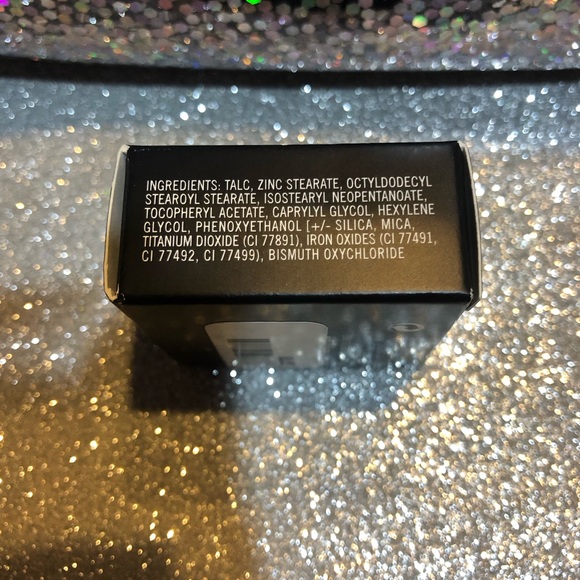 INGREDIENTS: TALC, ZINC STEARATE, OCTYLDODECYL
STEAROYL STEARATE, ISOSTEARYL NEOPENTANOATE,
TOCOPHERYL ACETATE, CAPRYLYL GLYCOL, HEXYLENE
GLYCOL, PHENOXYETHANOL [+/- SILICA, MICA,
TITANIUM DIOXIDE (CI 77891), IRON OXIDES (CI 77491,
CI 77492, CI 77499), BISMUTH OXYCHLORIDE